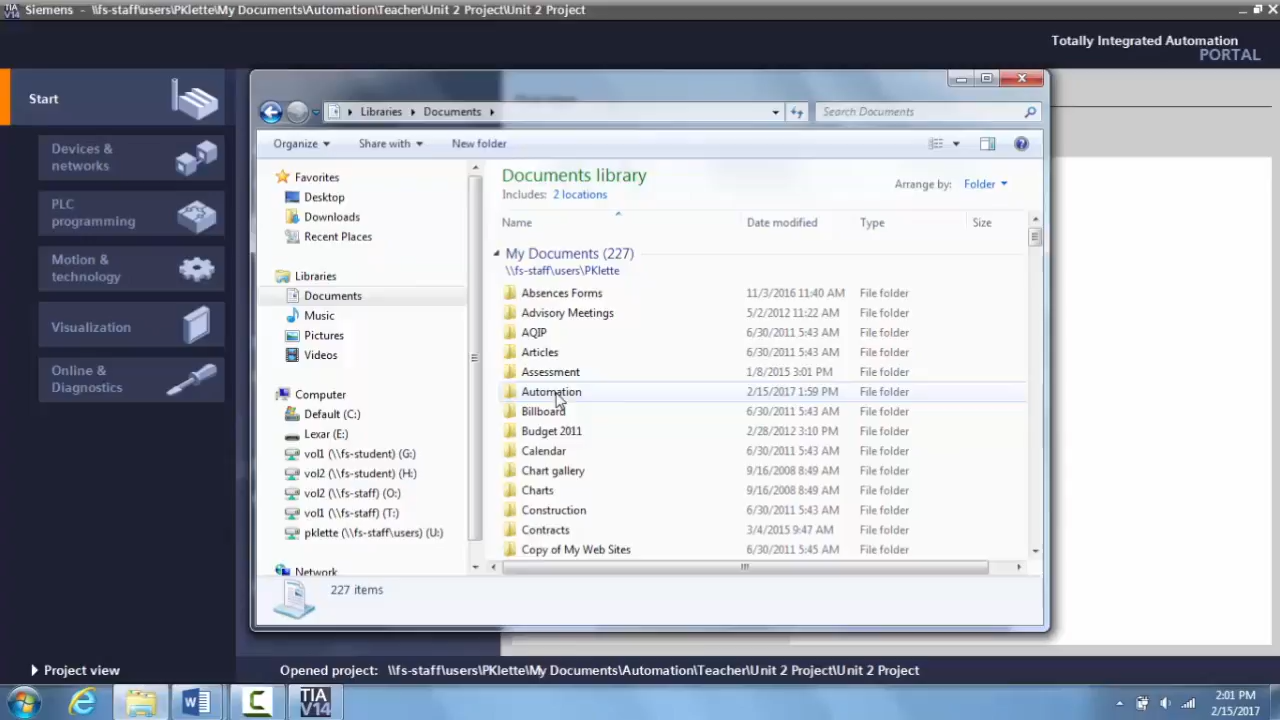 TIA V14 Siemens - \\fs-staff\users\PKlette\My Documents\Automation\Teacher\Unit 2 Project\Unit 2 Project
Totally Integrated Automation
PORTAL
Start
Devices &
networks
PLC
programming
Motion &
technology
Visualization
Online &
Diagnostics
Libraries Documents
Search Documents
Organize Share with New folder
Favorites
Desktop
Downloads
Recent Places
Libraries
Documents
Music
Pictures
Videos
Computer
Default (C:)
Lexar (E:)
vol1 (\\fs-student) (G:)
vol2 (\\fs-student) (H:)
vol2 (\\fs-staff) (O:)
vol1 (\\fs-staff) (T:)
pklette (\\fs-staff\users) (U:)
Network
Documents library
Includes: 2 locations
Arrange by: Folder
Name Date modified Type Size
My Documents (227)
\\fs-staff\users\PKlette
Absences Forms 11/3/2016 11:40 AM File folder
Advisory Meetings 5/2/2012 11:22 AM File folder
AQIP 6/30/2011 5:43 AM File folder
Articles 6/30/2011 5:43 AM File folder
Assessment 1/8/2015 3:01 PM File folder
Automation 2/15/2017 1:59 PM File folder
Billboard 6/30/2011 5:43 AM File folder
Budget 2011 2/28/2012 3:10 PM File folder
Calendar 6/30/2011 5:43 AM File folder
Chart gallery 9/16/2008 8:49 AM File folder
Charts 9/16/2008 8:49 AM File folder
Construction 6/30/2011 5:43 AM File folder
Contracts 3/4/2015 9:47 AM File folder
Copy of My Web Sites 6/30/2011 5:45 AM File folder
227 items
Project view
Opened project: \\fs-staff\users\PKlette\My Documents\Automation\Teacher\Unit 2 Project\Unit 2 Project
TIA
V14
2:01 PM
2/15/2017